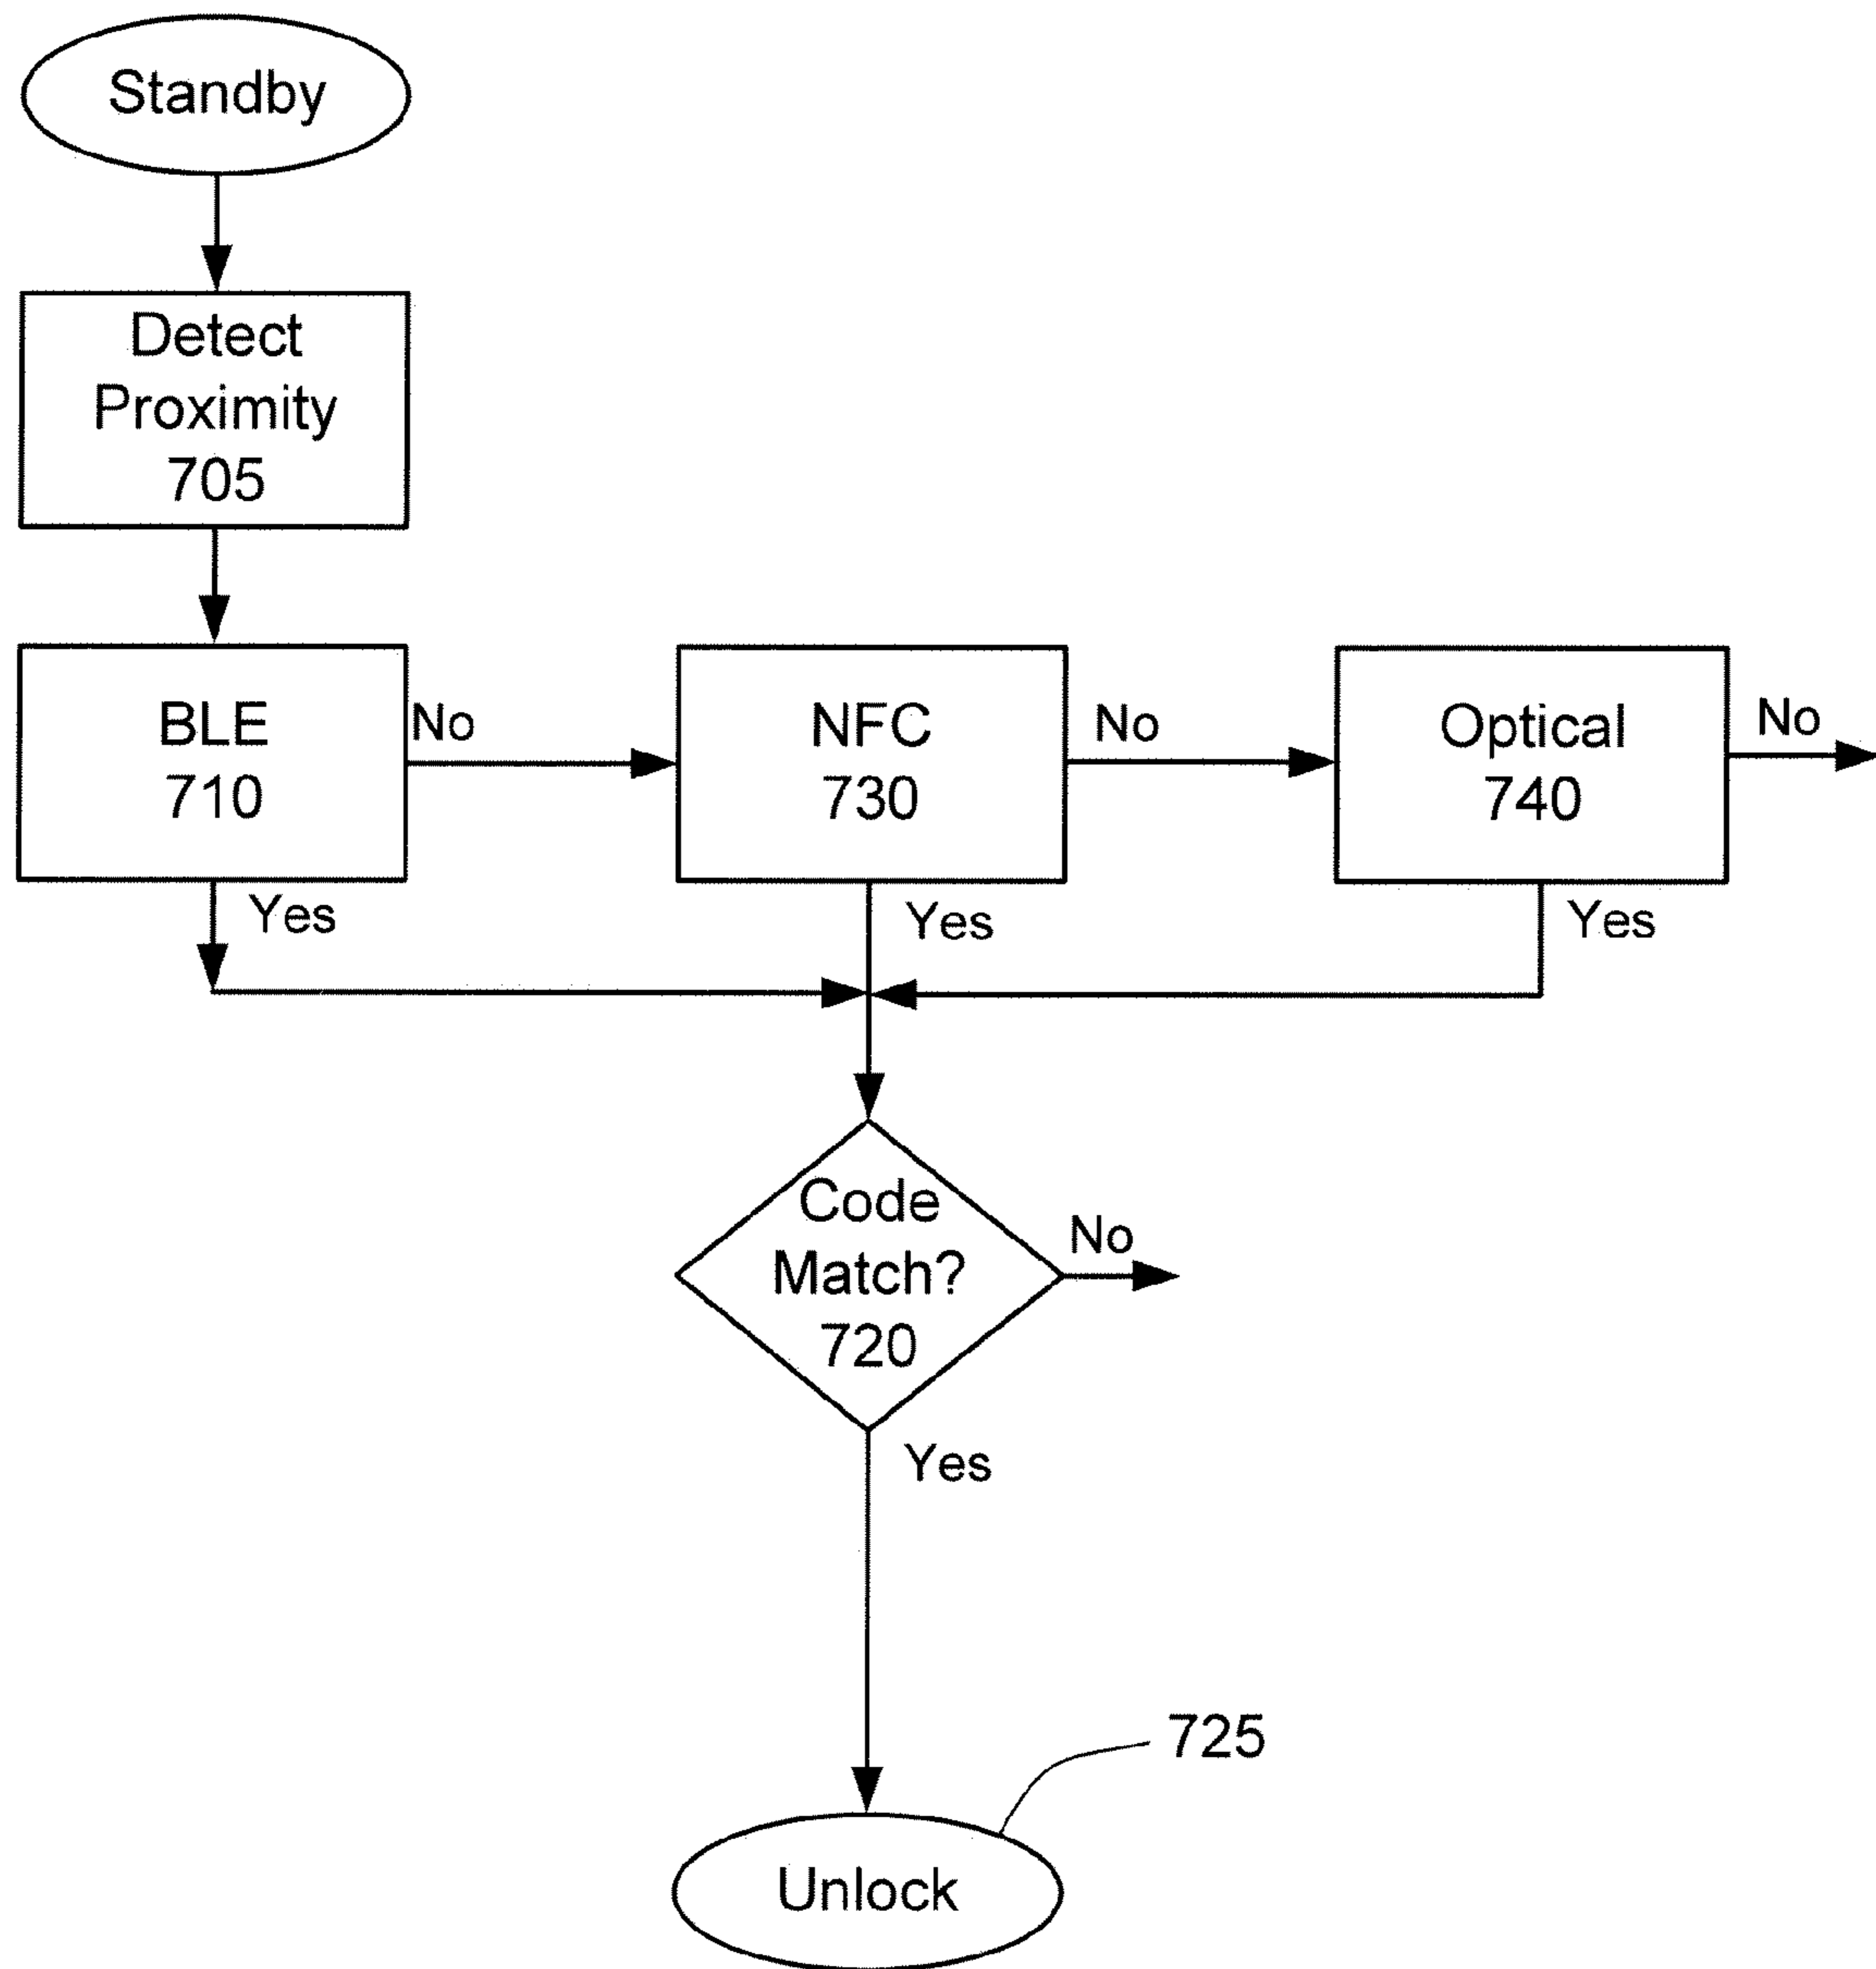 Standby
Detect
Proximity
705
BLE
710
No
NFC
730
No
Optical
740
No
Yes
Yes
Yes
Code
Match?
720
No
Yes
725
Unlock